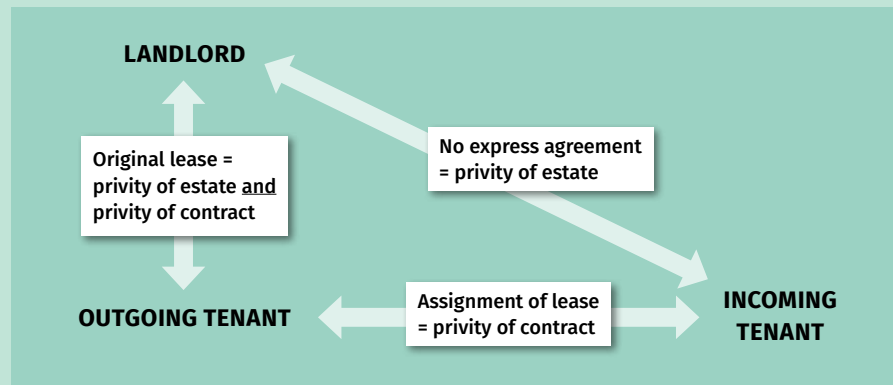 LANDLORD
Original lease =
privity of estate and
privity of contract
No express agreement
= privity of estate
OUTGOING TENANT
Assignment of lease
= privity of contract
INCOMING
TENANT